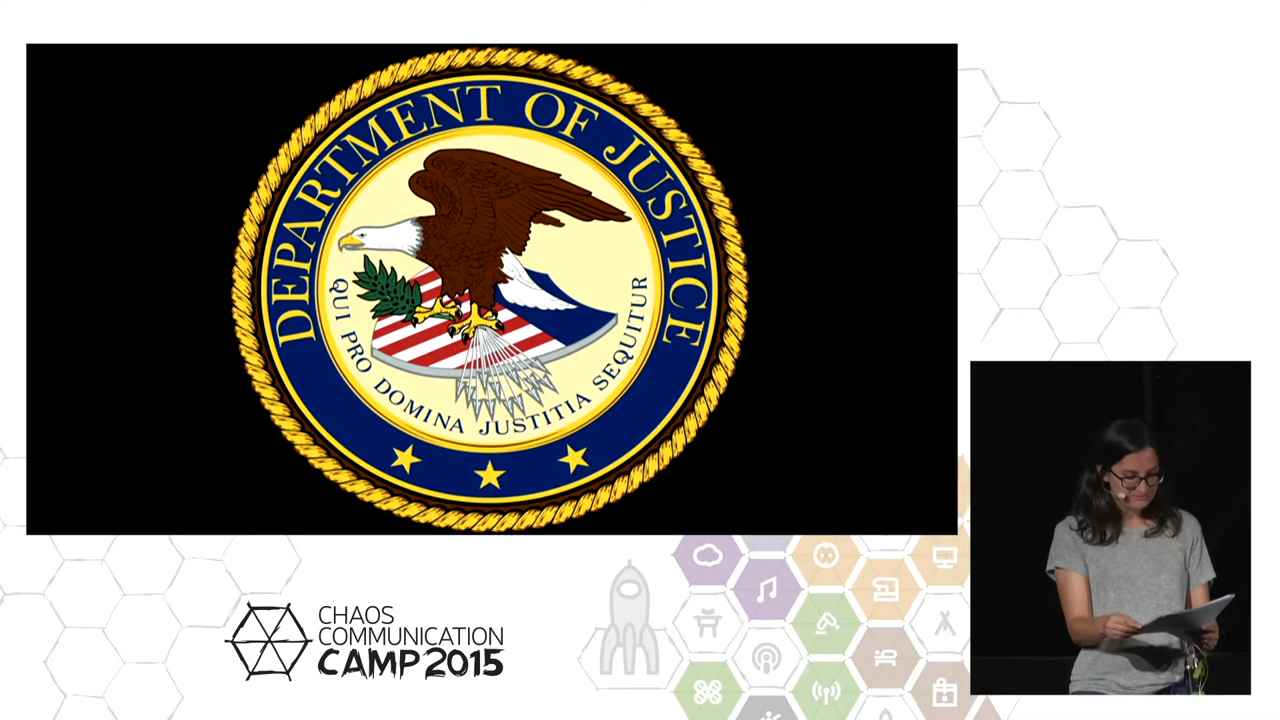 DEPARTMENT OF JUSTICE
QUI PRO DOMINA JUSTITIA SEQUITUR
CHAOS
COMMUNICATION
CAMP 2015